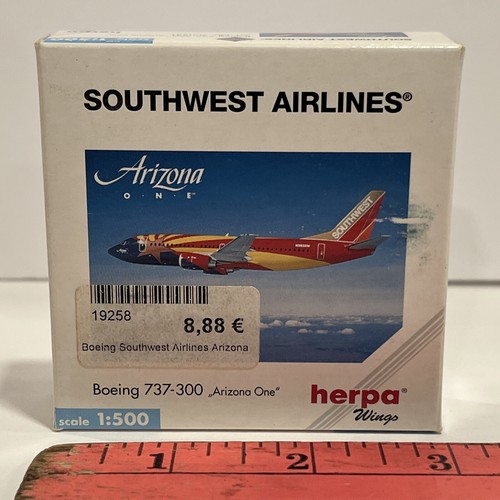 SOUTHWEST AIRLINES®
Arizona
O · N · E™
SOUTHWEST
19258
8,88 €
Boeing Southwest Airlines Arizona
Boeing 737-300 „Arizona One“
herpa®
Wings
scale 1:500
1 2 3